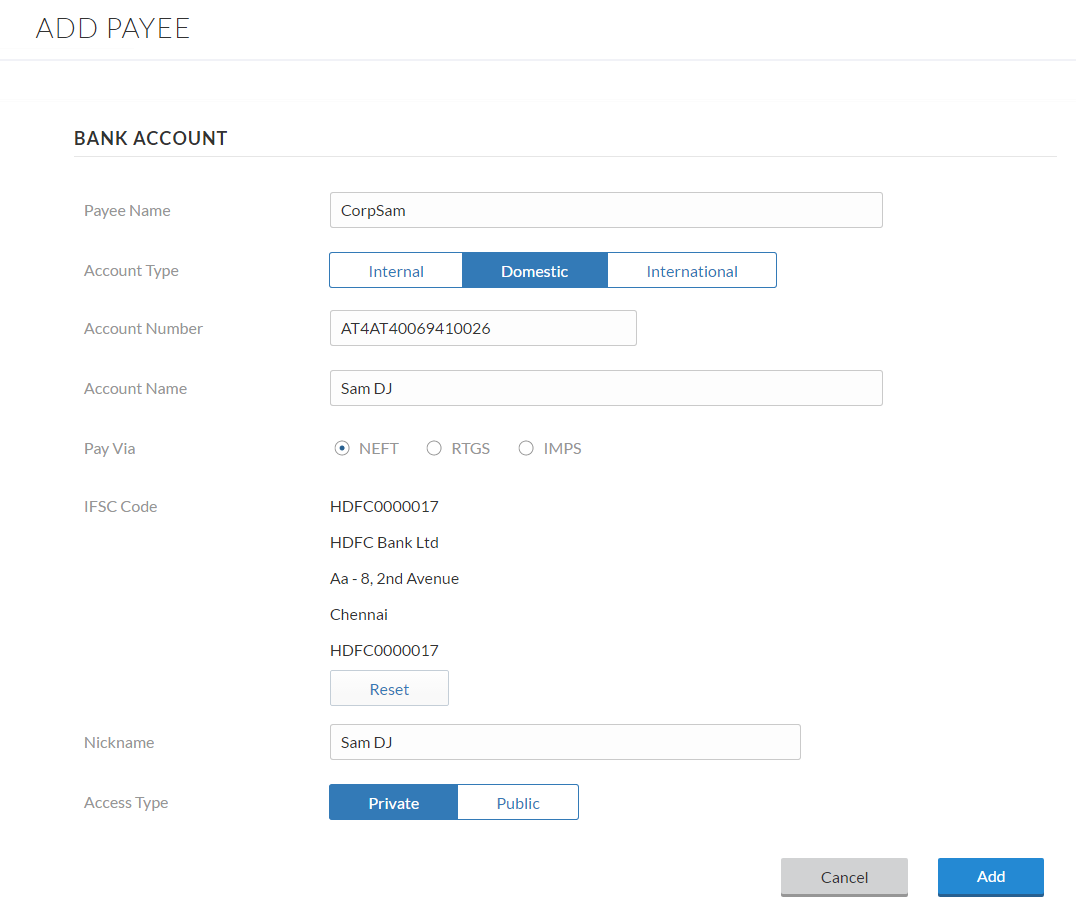 ADD PAYEE
BANK ACCOUNT
Payee Name CorpSam
Account Type Internal Domestic International
Account Number AT4AT40069410026
Account Name Sam DJ
Pay Via NEFT RTGS IMPS
IFSC Code HDFC0000017
HDFC Bank Ltd
Aa - 8, 2nd Avenue
Chennai
HDFC0000017
Reset
Nickname Sam DJ
Access Type Private Public
Cancel Add